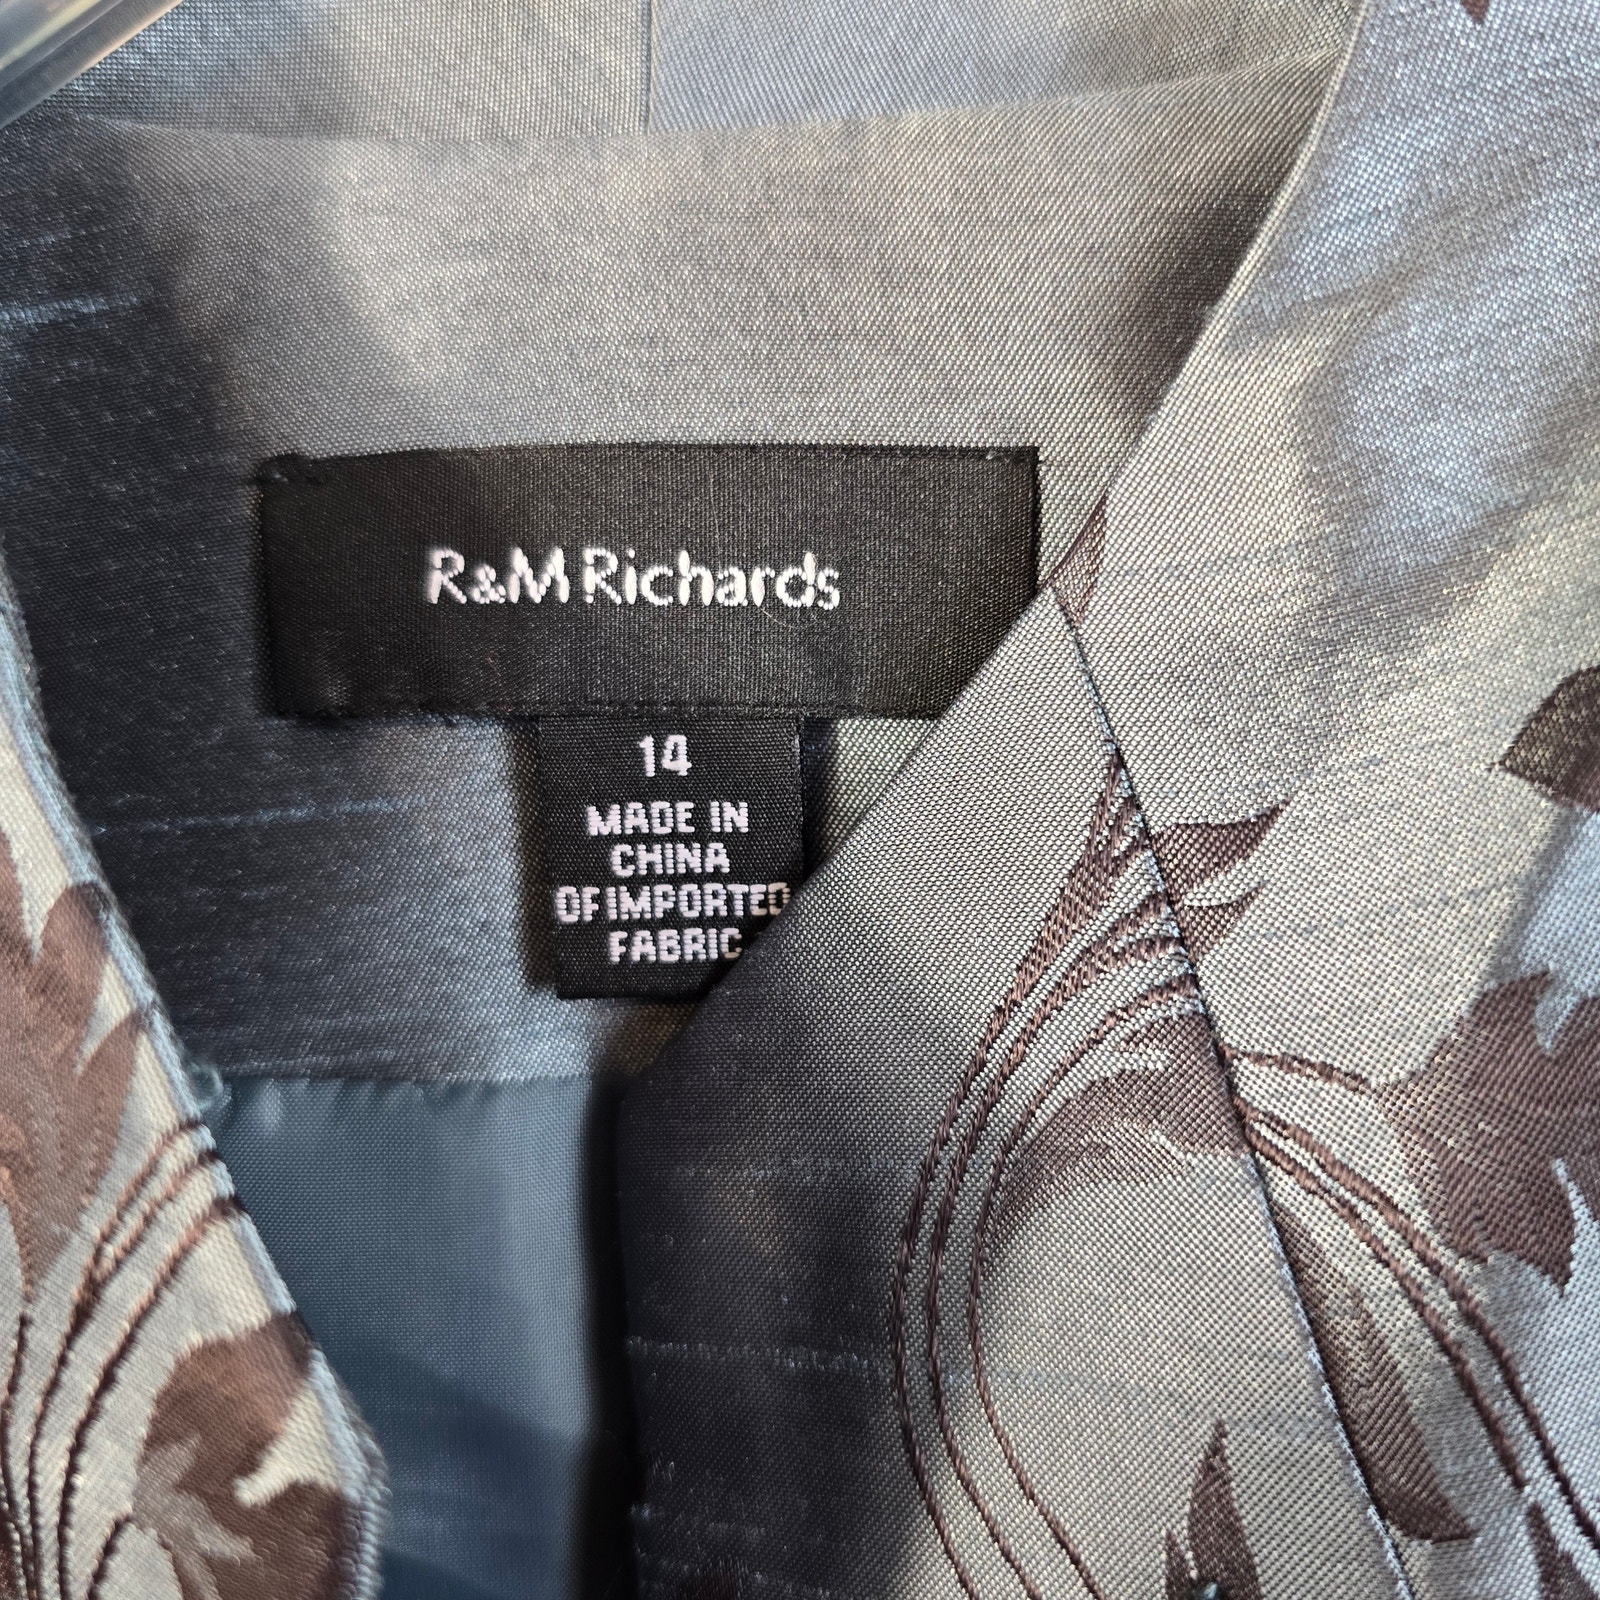 R&M Richards
14
MADE IN
CHINA
OF IMPORTED
FABRIC